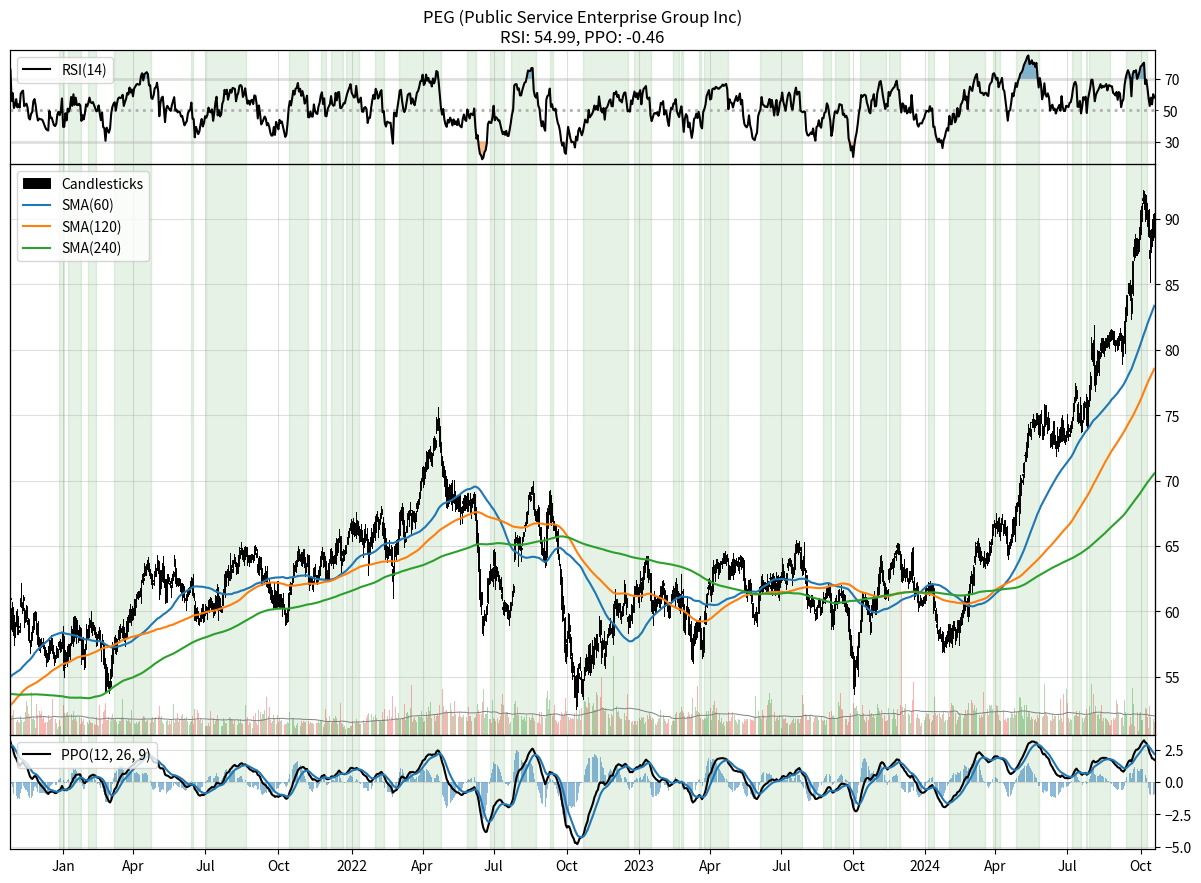 PEG (Public Service Enterprise Group Inc)
RSI: 54.99, PPO: -0.46
RSI(14)
70
50
30
Candlesticks
SMA(60)
SMA(120)
SMA(240)
90
85
80
75
70
65
60
55
PPO(12, 26, 9)
2.5
0.0
−2.5
−5.0
Jan Apr Jul Oct 2022 Apr Jul Oct 2023 Apr Jul Oct 2024 Apr Jul Oct